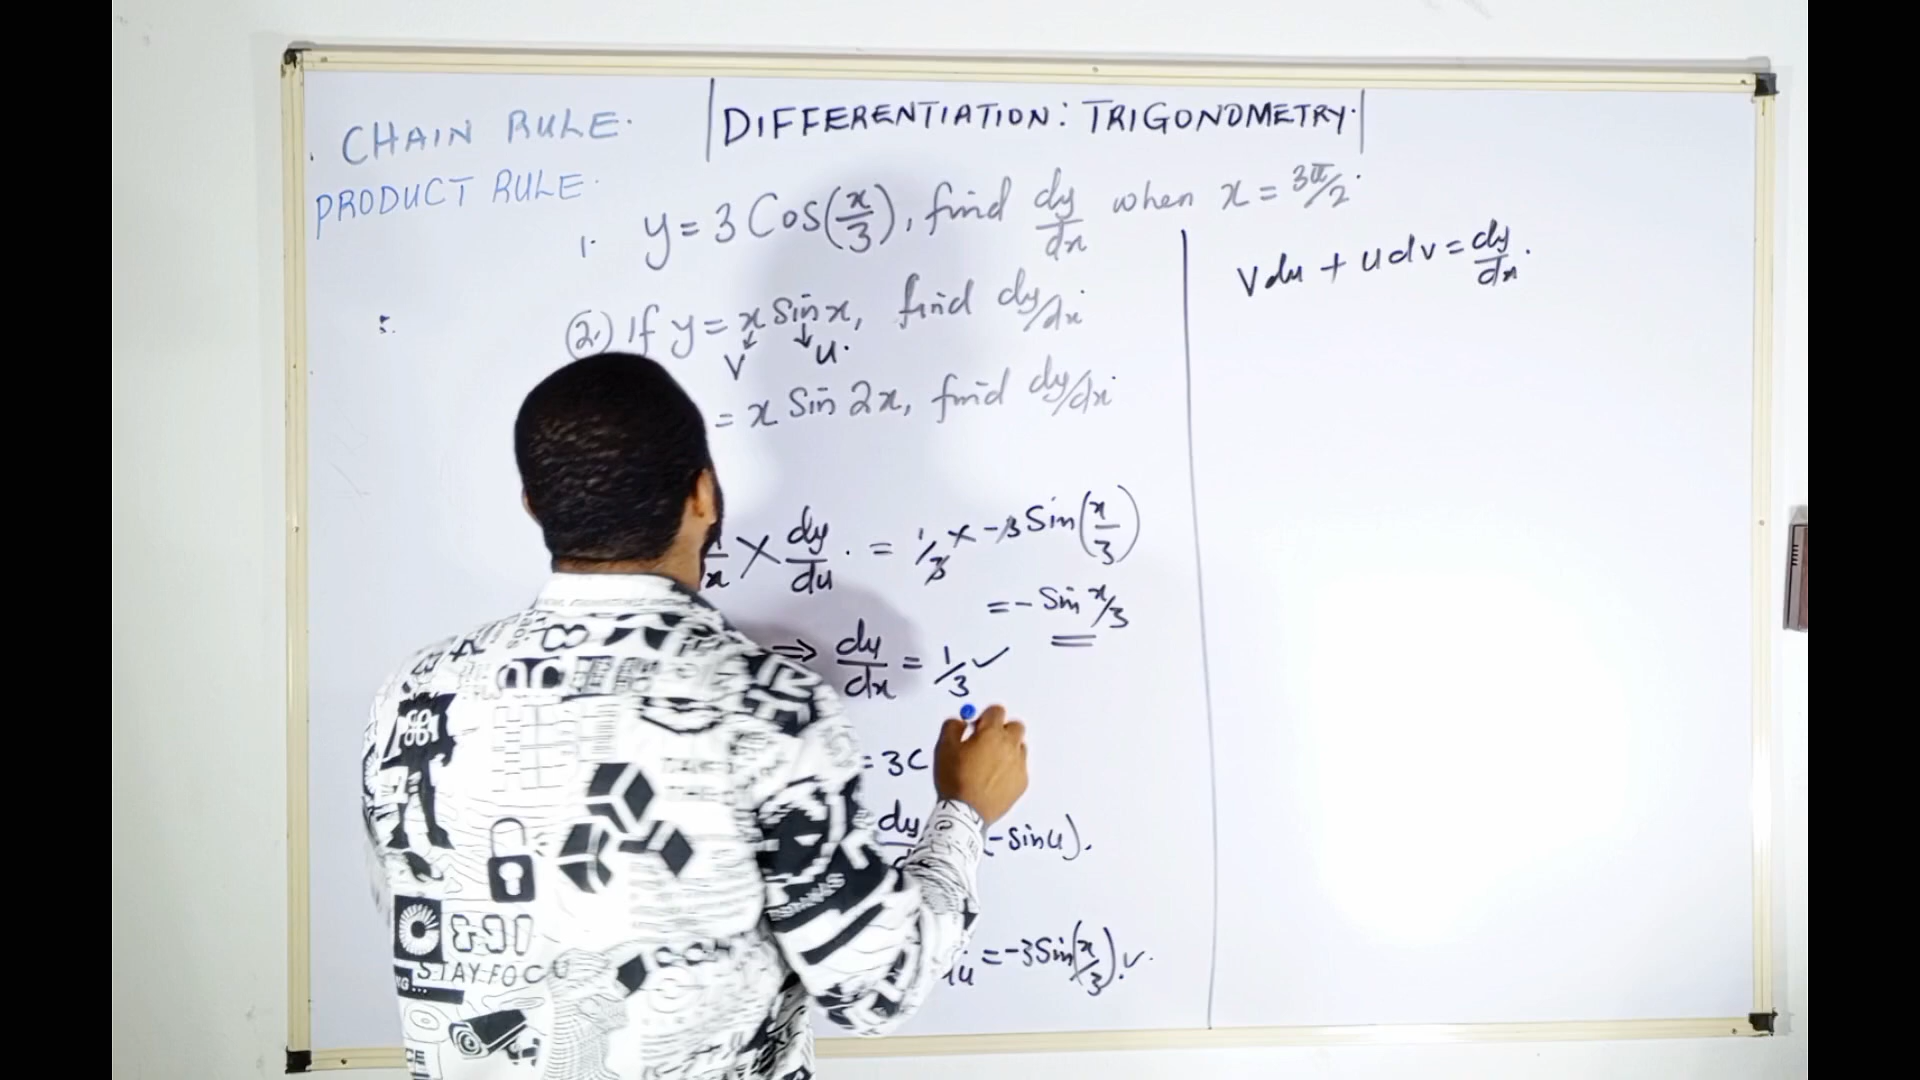 CHAIN RULE.
PRODUCT RULE.
DIFFERENTIATION: TRIGONOMETRY.
1. y = 3 Cos(x/3), find dy/dx when x = 3π/2.
② If y = x Sin x, find dy/dx
V u.
= x Sin 2x, find dy/dx
x × dy/du . = 1/3 × -3 Sin(x/3)
= - Sin x/3
⇒ dy/dx = 1/3 ✓
= 3C
dy -sinu).
du = -3Sin(x/3). ✓.
Vdu + udv = dy/dx.
STAY FOCU